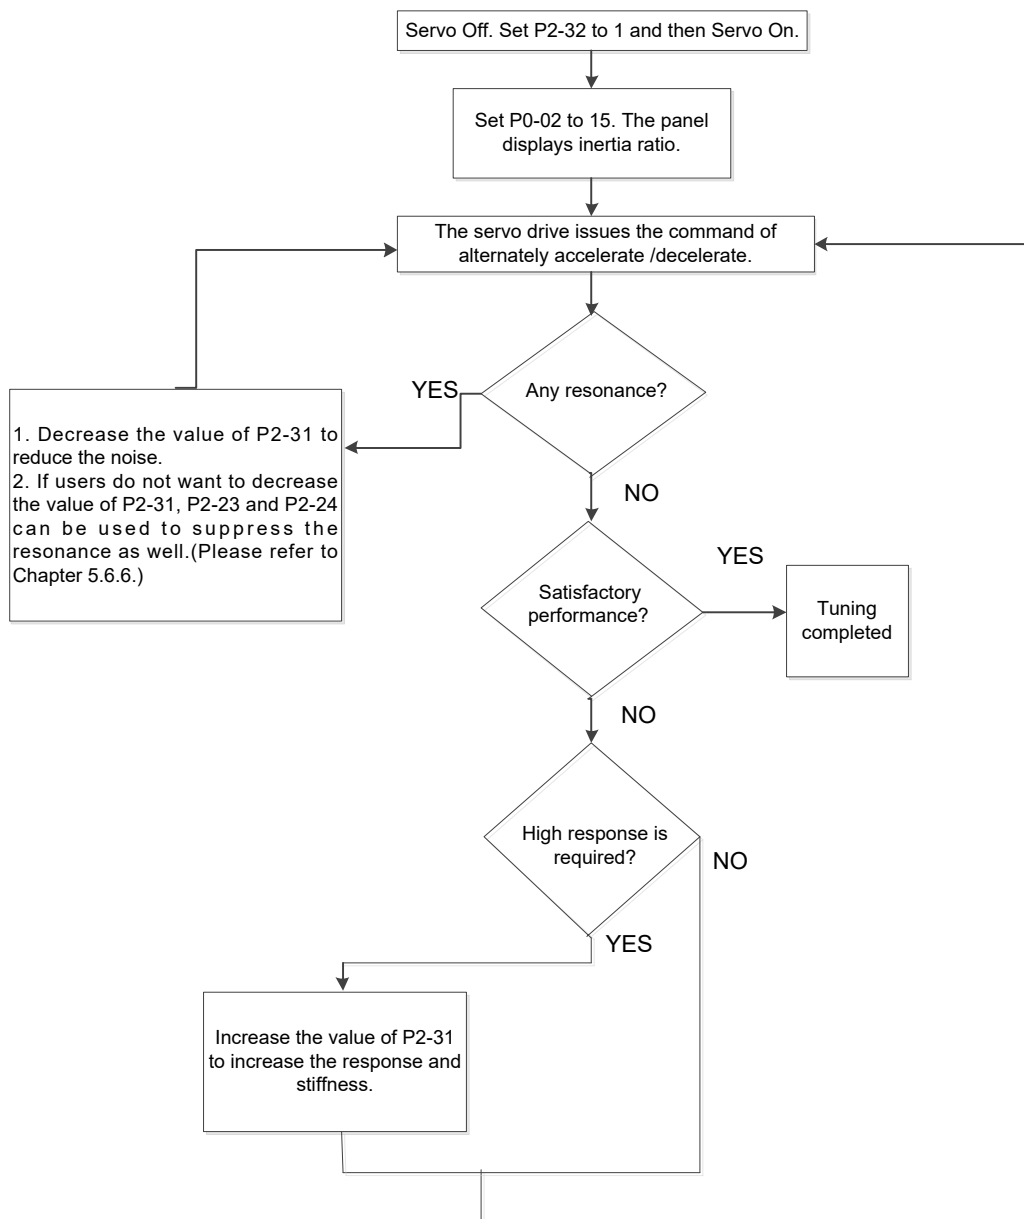 Servo Off. Set P2-32 to 1 and then Servo On.
Set P0-02 to 15. The panel
displays inertia ratio.
The servo drive issues the command of
alternately accelerate /decelerate.
Any resonance?
YES
1. Decrease the value of P2-31 to
reduce the noise.
2. If users do not want to decrease
the value of P2-31, P2-23 and P2-24
can be used to suppress the
resonance as well.(Please refer to
Chapter 5.6.6.)
NO
Satisfactory
performance?
YES
Tuning
completed
NO
High response is
required?
NO
YES
Increase the value of P2-31
to increase the response and
stiffness.